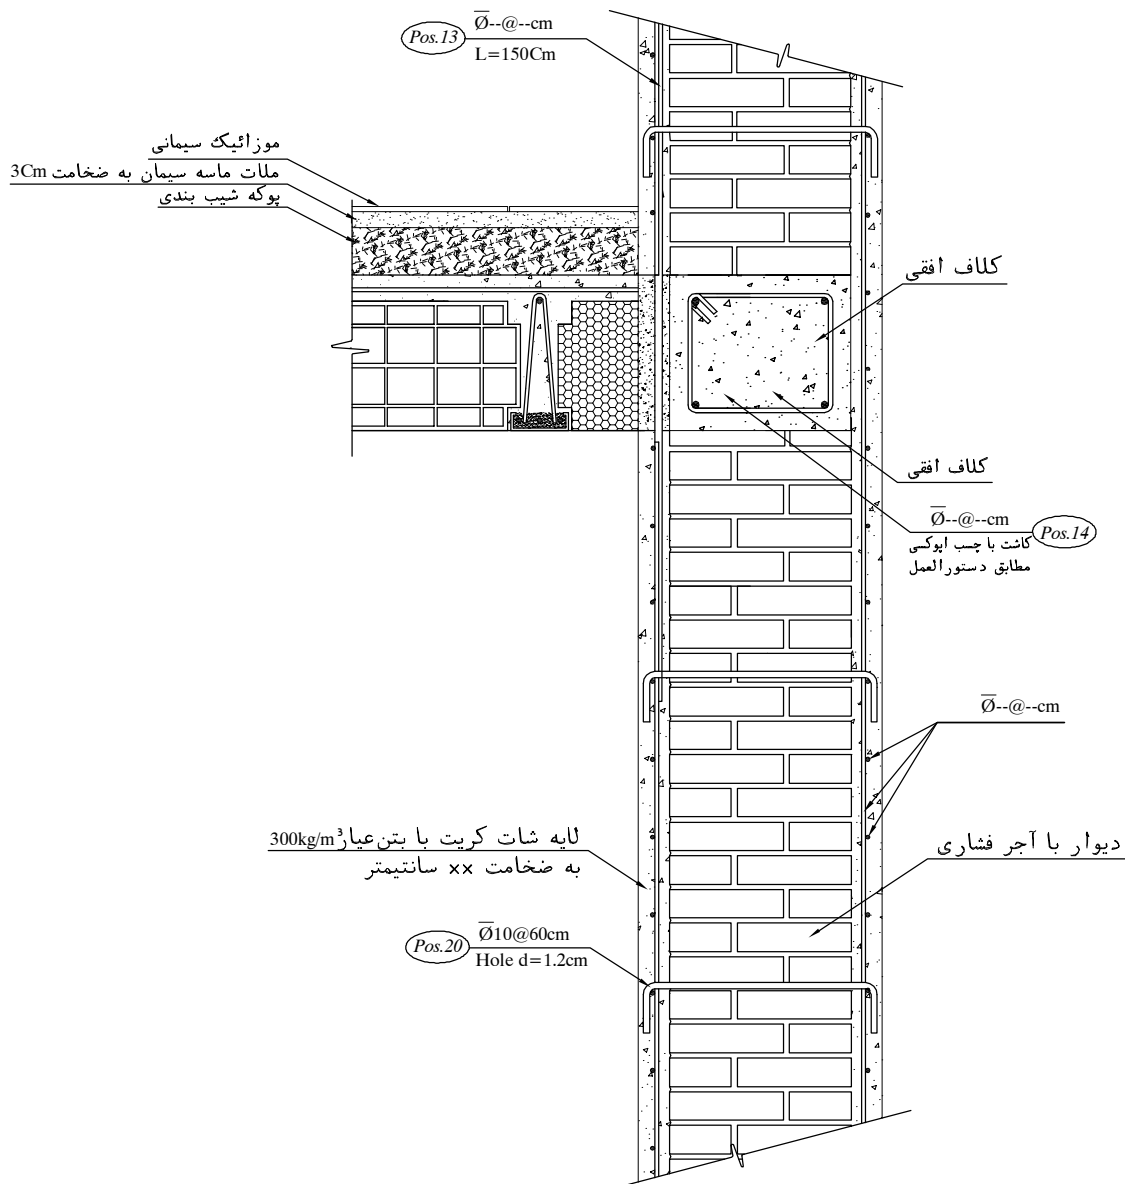 Pos.13
Ø--@--cm
L=150Cm
موزائیک سیمانی
ملات ماسه سیمان به ضخامت 3Cm
پوکه شیب بندی
کلاف افقی
کلاف افقی
Ø--@--cm
Pos.14
کاشت با چسب اپوکسی
مطابق دستورالعمل
Ø--@--cm
لایه شات کریت با بتن عیار 300kg/m³
به ضخامت ×× سانتیمتر
دیوار با آجر فشاری
Pos.20
Ø10@60cm
Hole d=1.2cm